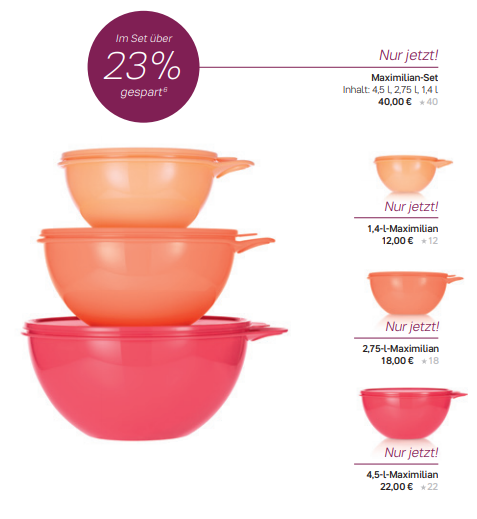 Im Set über
23%
gespart⁶
Nur jetzt!
Maximilian-Set
Inhalt: 4,5 l, 2,75 l, 1,4 l
40,00 € ★40
Nur jetzt!
1,4-l-Maximilian
12,00 € ★12
Nur jetzt!
2,75-l-Maximilian
18,00 € ★18
Nur jetzt!
4,5-l-Maximilian
22,00 € ★22